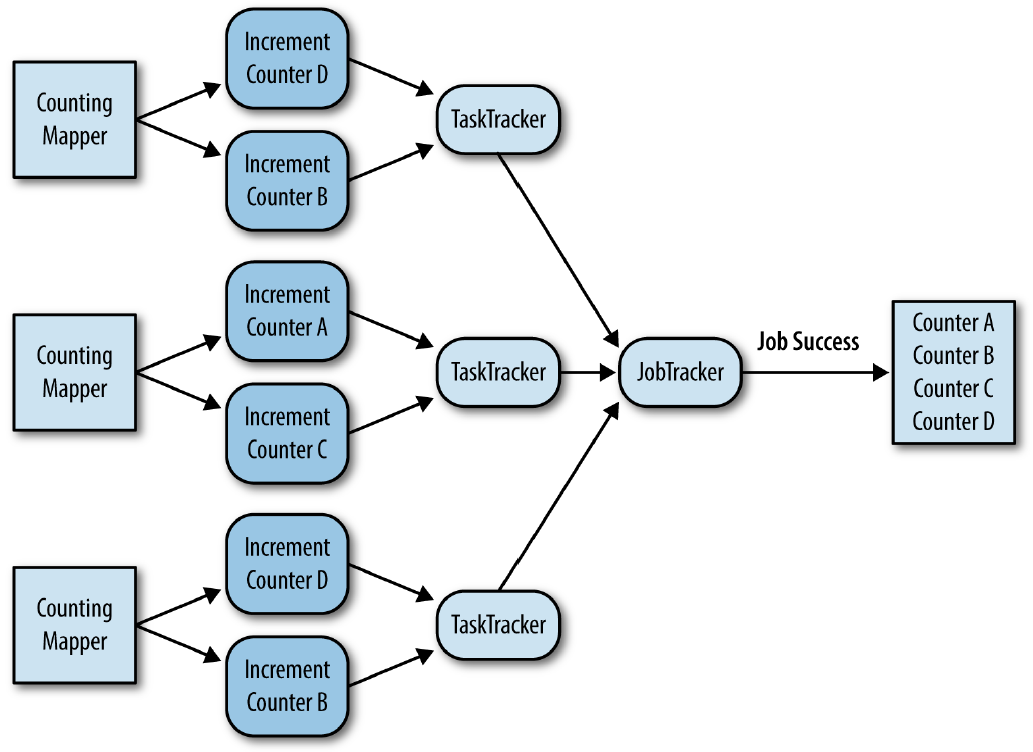 Counting
Mapper
Increment
Counter D
Increment
Counter B
TaskTracker
Counting
Mapper
Increment
Counter A
Increment
Counter C
TaskTracker
JobTracker
Job Success
Counter A
Counter B
Counter C
Counter D
Counting
Mapper
Increment
Counter D
Increment
Counter B
TaskTracker